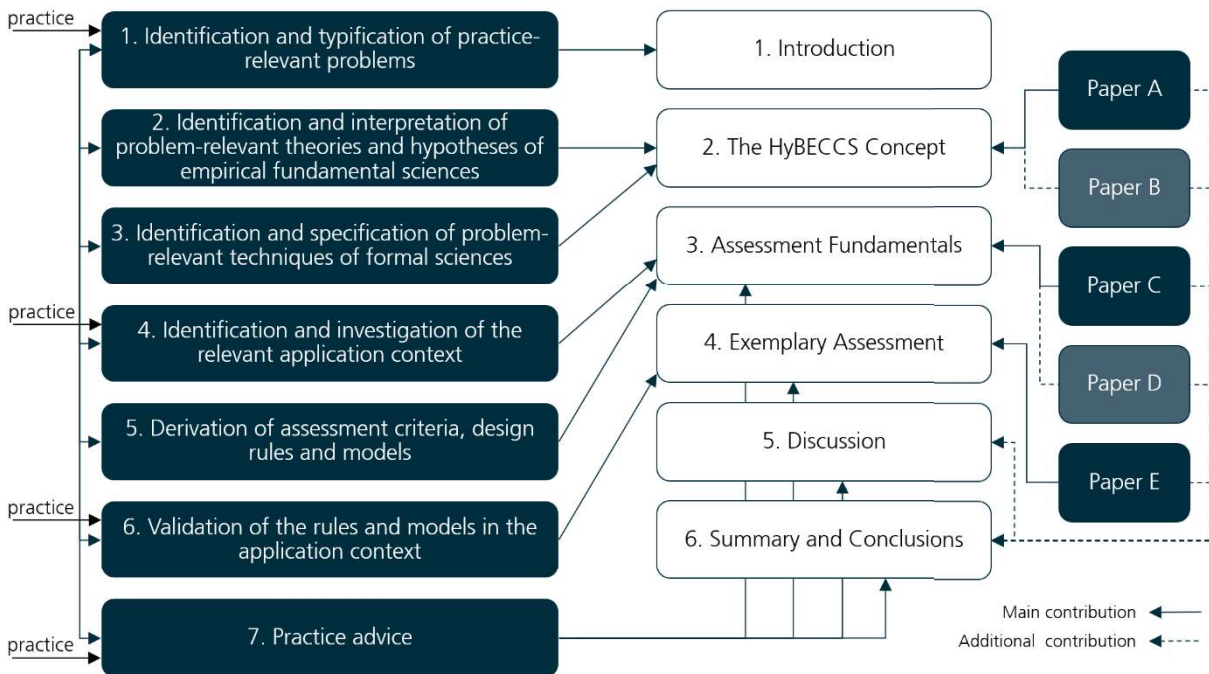 practice
1. Identification and typification of practice-
relevant problems
2. Identification and interpretation of
problem-relevant theories and hypotheses of
empirical fundamental sciences
3. Identification and specification of problem-
relevant techniques of formal sciences
practice
4. Identification and investigation of the
relevant application context
5. Derivation of assessment criteria, design
rules and models
practice
6. Validation of the rules and models in the
application context
practice
7. Practice advice
1. Introduction
2. The HyBECCS Concept
3. Assessment Fundamentals
4. Exemplary Assessment
5. Discussion
6. Summary and Conclusions
Paper A
Paper B
Paper C
Paper D
Paper E
Main contribution
Additional contribution